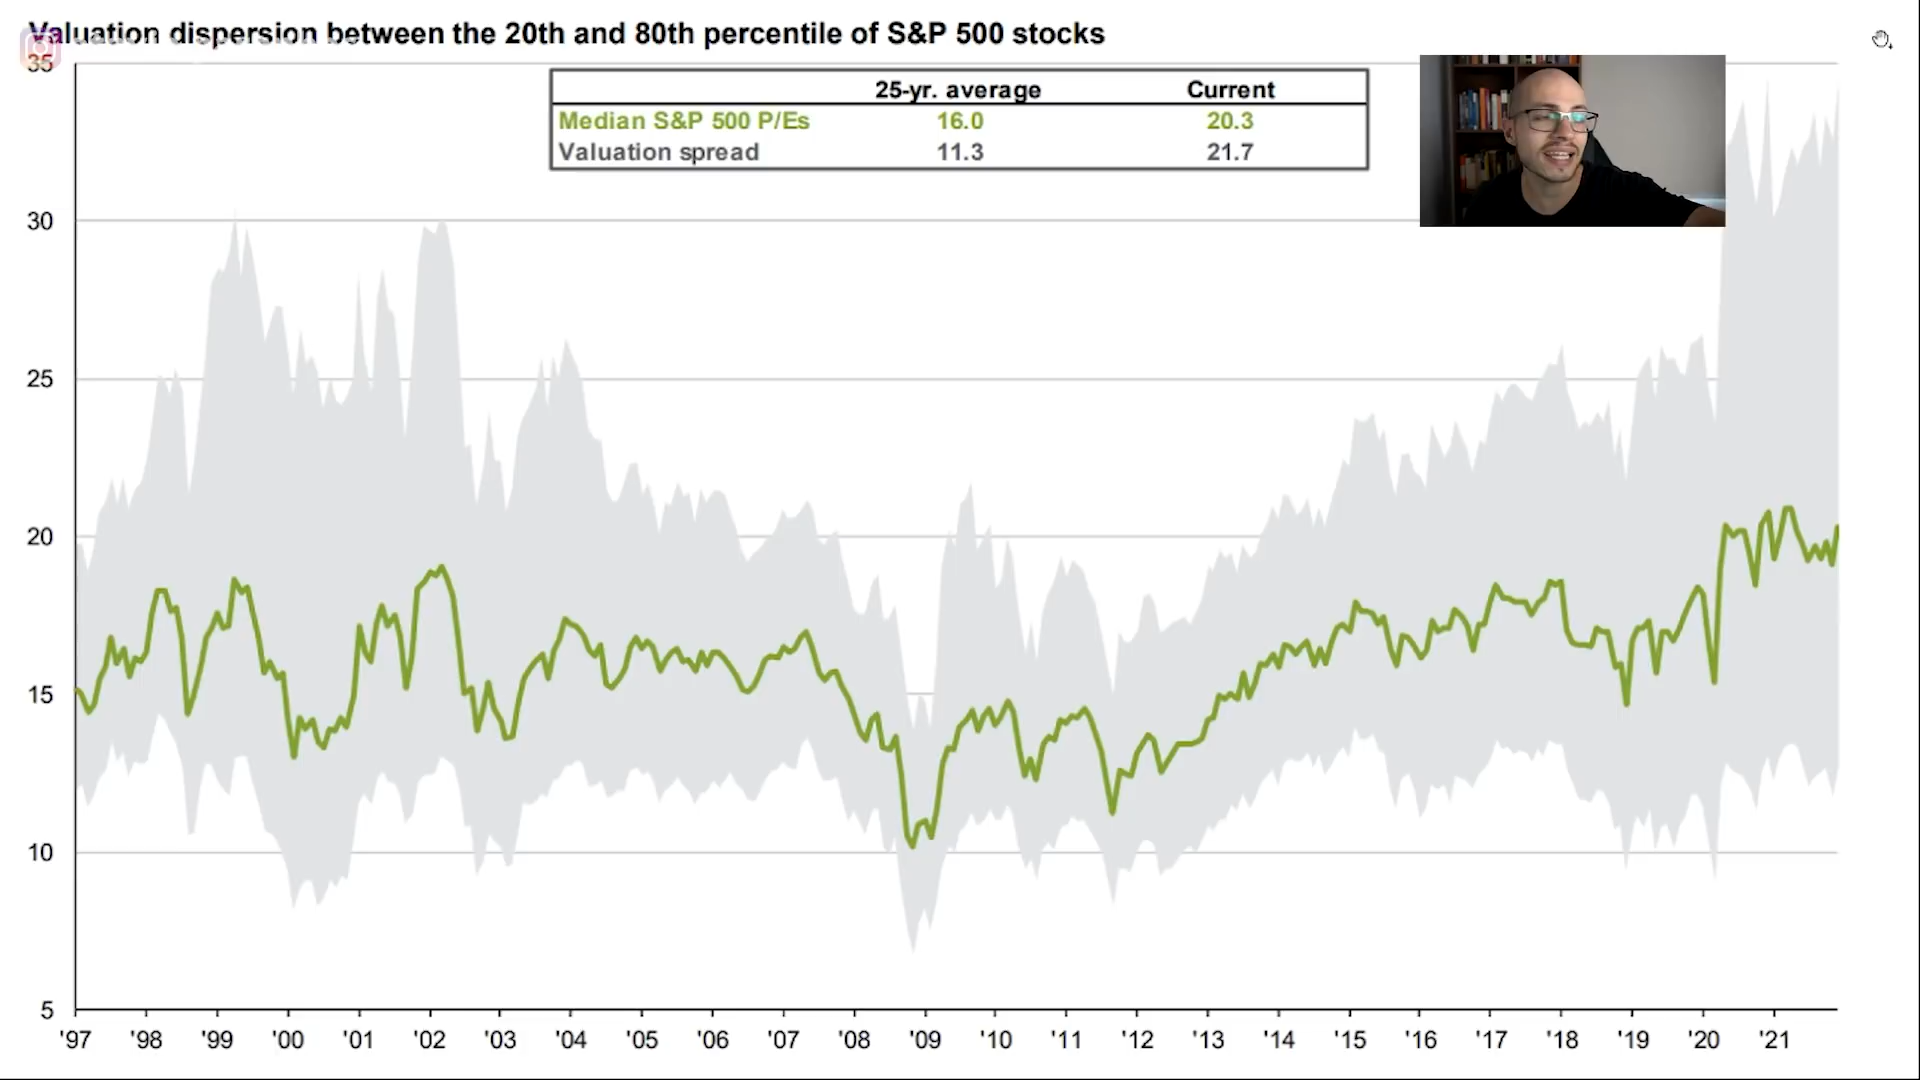 Valuation dispersion between the 20th and 80th percentile of S&P 500 stocks
25-yr. average Current
Median S&P 500 P/Es 16.0 20.3
Valuation spread 11.3 21.7
35
30
25
20
15
10
5
'97 '98 '99 '00 '01 '02 '03 '04 '05 '06 '07 '08 '09 '10 '11 '12 '13 '14 '15 '16 '17 '18 '19 '20 '21